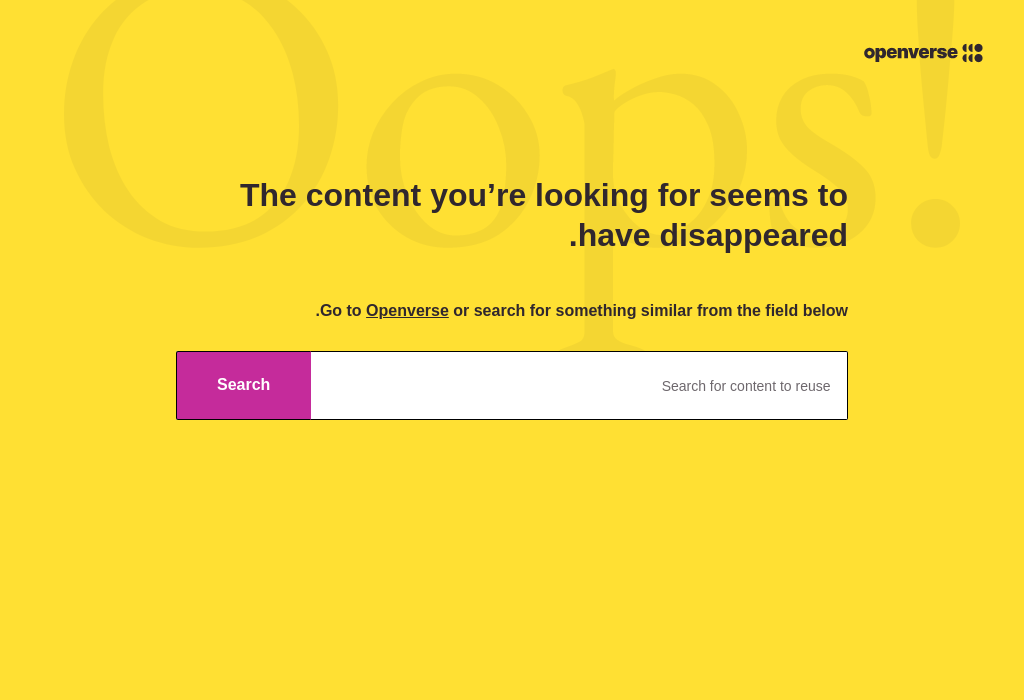 Oops!
openverse
The content you’re looking for seems to
.have disappeared
.Go to Openverse or search for something similar from the field below
Search for content to reuse
Search